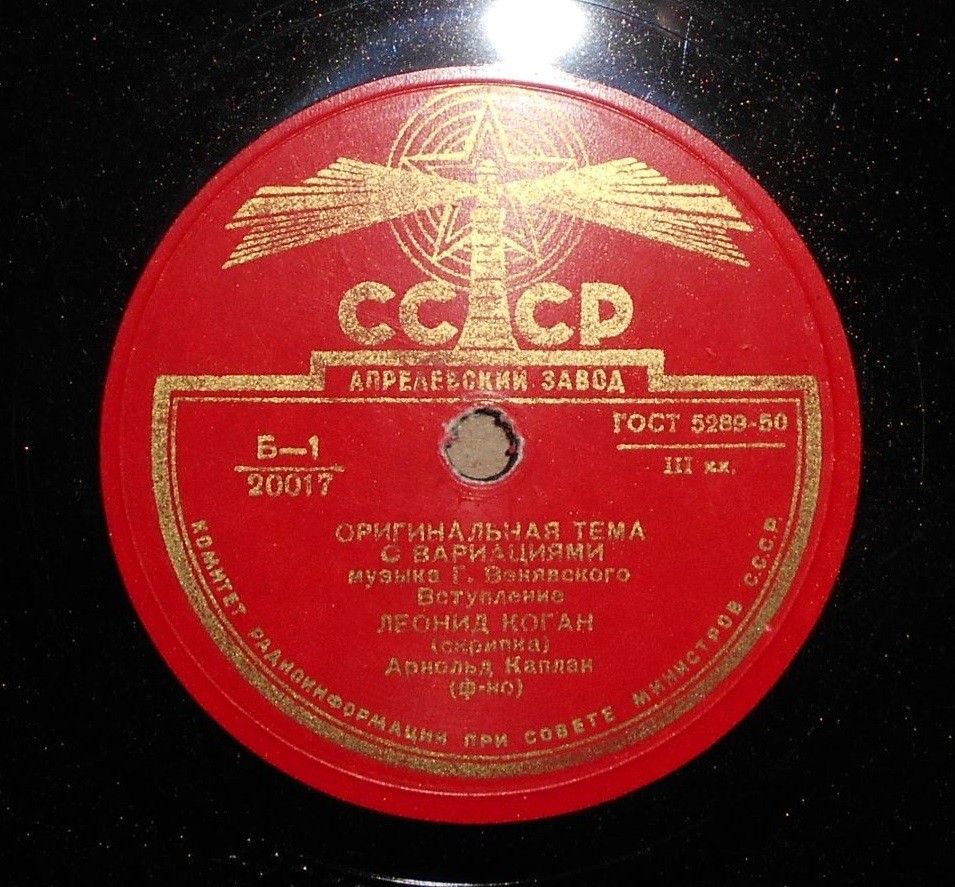 СССР
АПРЕЛЕВСКИЙ ЗАВОД
ГОСТ 5289-50
III кк.
Б—1
20017
ОРИГИНАЛЬНАЯ ТЕМА
С ВАРИАЦИЯМИ
музыка Г. Венявского
Вступление
ЛЕОНИД КОГАН
(скрипка)
Арнольд Каплан
(ф-но)
КОМИТЕТ РАДИОИНФОРМАЦИИ ПРИ СОВЕТЕ МИНИСТРОВ СССР.